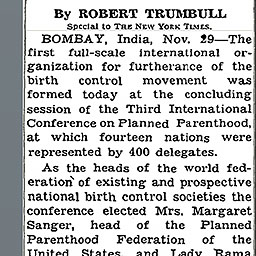 By ROBERT TRUMBULL
Special to THE NEW YORK TIMES.
BOMBAY, India, Nov. 29—The
first full-scale international or-
ganization for furtherance of the
birth control movement was
formed today at the concluding
session of the Third International
Conference on Planned Parenthood,
at which fourteen nations were
represented by 400 delegates.
As the heads of the world fed-
eration of existing and prospective
national birth control societies the
conference elected Mrs. Margaret
Sanger, head of the Planned
Parenthood Federation of the
United States, and Lady Rama